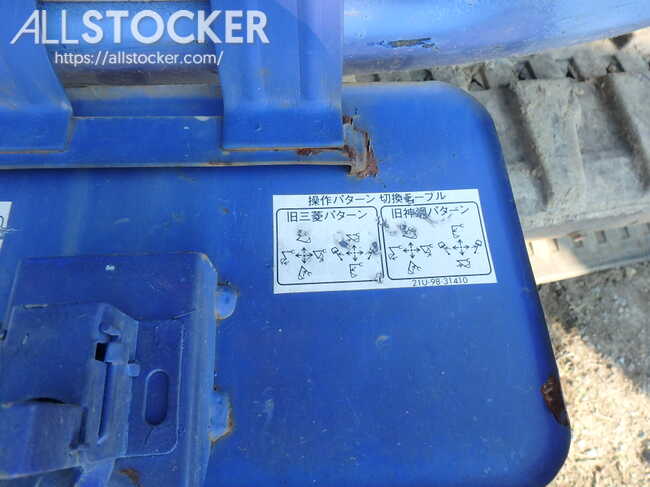 ALLSTOCKER
https://allstocker.com/
操作パターン 切換テーブル
旧三菱パターン
旧神鋼パターン
21U-98-31410